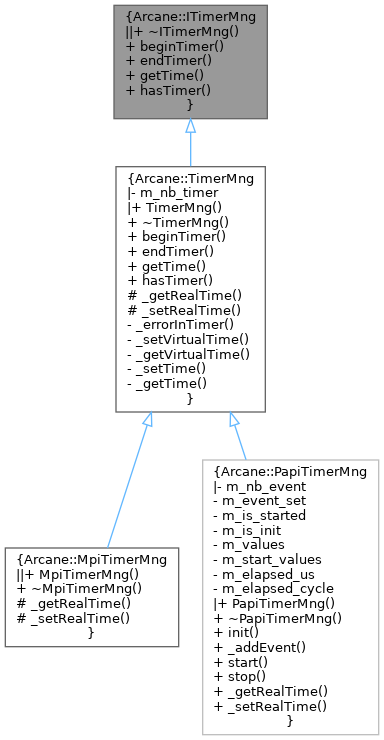 {Arcane::ITimerMng
||+ ~ITimerMng()
+ beginTimer()
+ endTimer()
+ getTime()
+ hasTimer()
}
{Arcane::TimerMng
|- m_nb_timer
|+ TimerMng()
+ ~TimerMng()
+ beginTimer()
+ endTimer()
+ getTime()
+ hasTimer()
# _getRealTime()
# _setRealTime()
- _errorInTimer()
- _setVirtualTime()
- _getVirtualTime()
- _setTime()
- _getTime()
}
{Arcane::MpiTimerMng
||+ MpiTimerMng()
+ ~MpiTimerMng()
# _getRealTime()
# _setRealTime()
}
{Arcane::PapiTimerMng
|- m_nb_event
- m_event_set
- m_is_started
- m_is_init
- m_values
- m_start_values
- m_elapsed_us
- m_elapsed_cycle
|+ PapiTimerMng()
+ ~PapiTimerMng()
+ init()
+ _addEvent()
+ start()
+ stop()
+ _getRealTime()
+ _setRealTime()
}